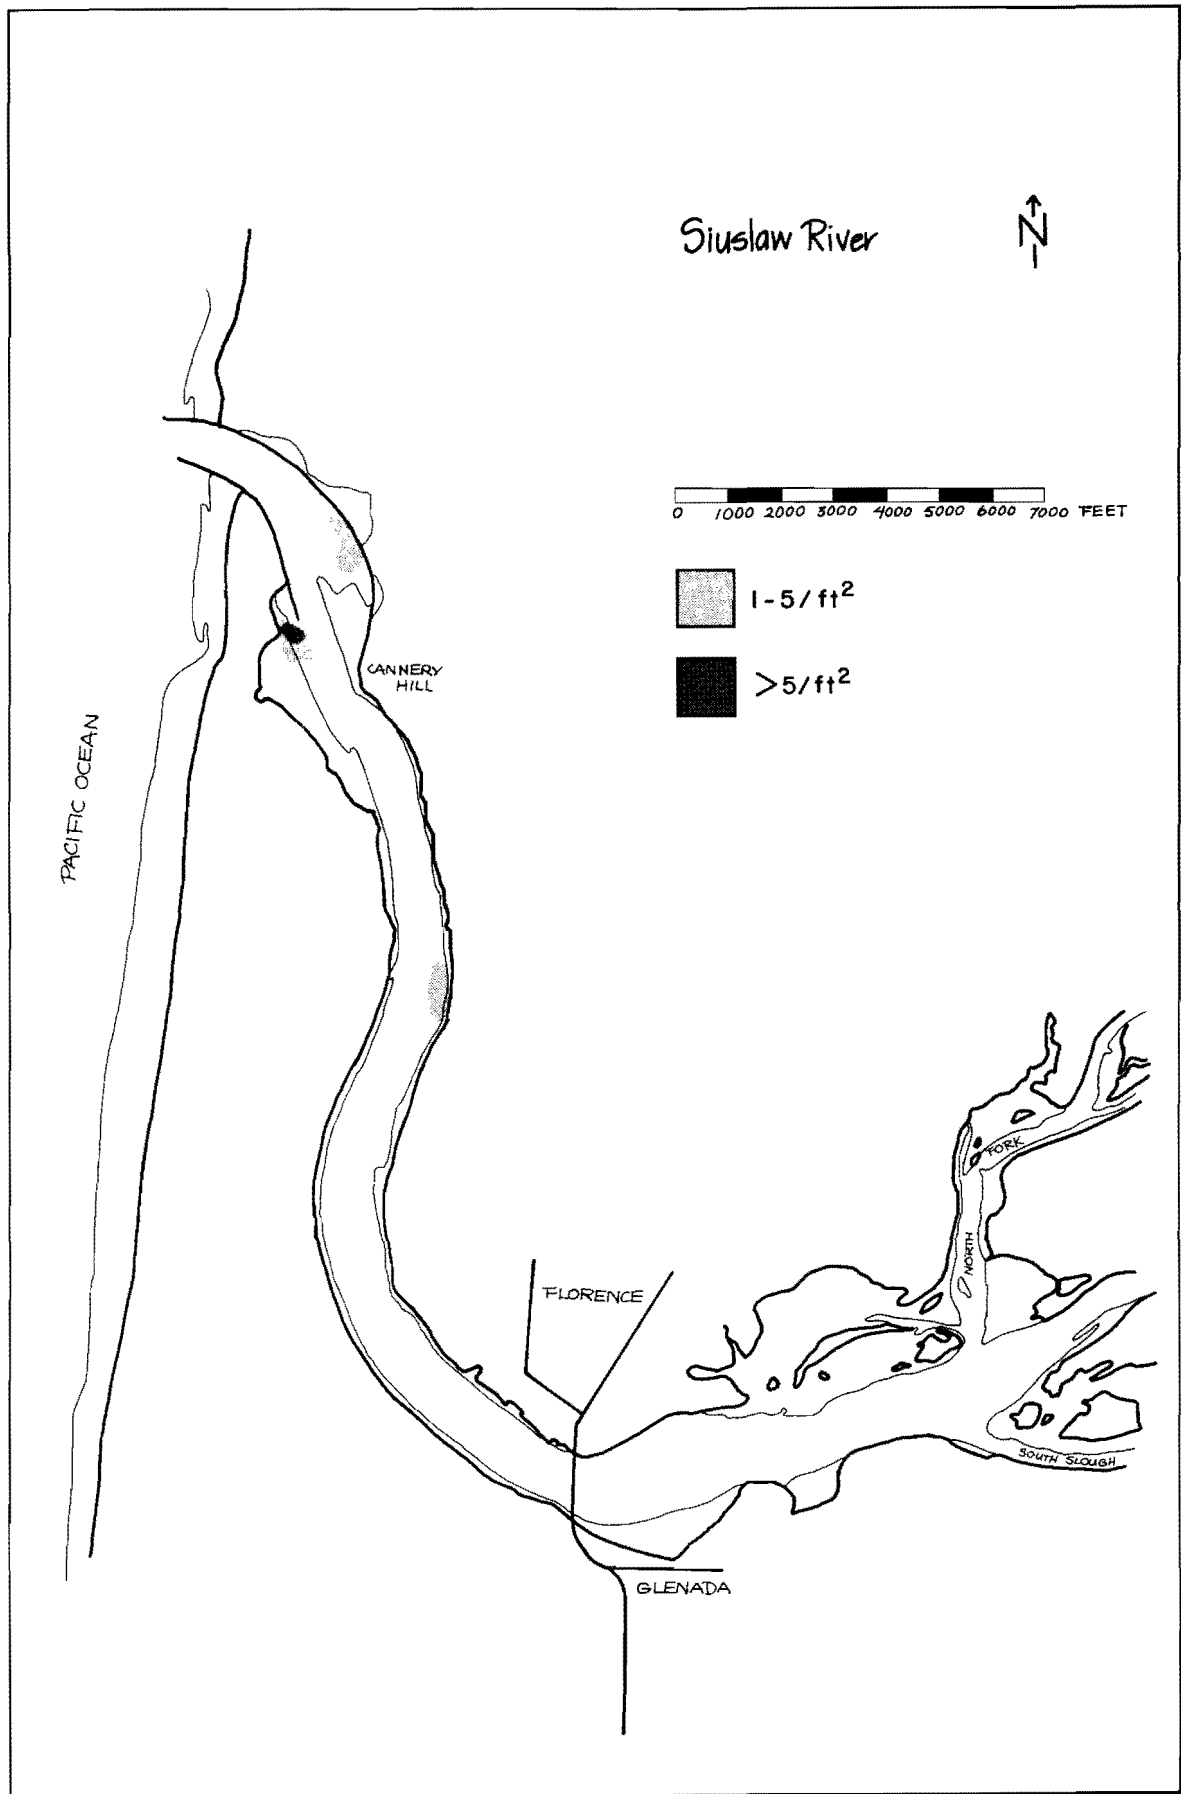 Siuslaw River
N
0 1000 2000 3000 4000 5000 6000 7000 FEET
1-5/ft²
>5/ft²
CANNERY
HILL
PACIFIC OCEAN
FORK
NORTH
FLORENCE
SOUTH SLOUGH
GLENADA